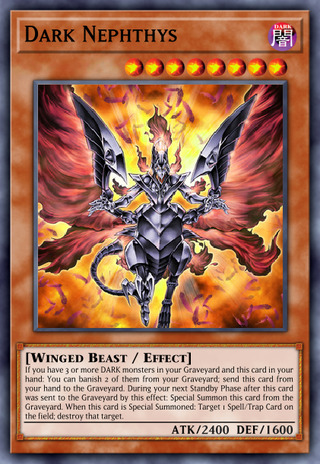 Dark Nephthys
DARK
闇
[Winged Beast / Effect]
If you have 3 or more DARK monsters in your Graveyard and this card in your
hand: You can banish 2 of them from your Graveyard; send this card from
your hand to the Graveyard. During your next Standby Phase after this card
was sent to the Graveyard by this effect: Special Summon this card from the
Graveyard. When this card is Special Summoned: Target 1 Spell/Trap Card on
the field; destroy that target.
ATK/2400 DEF/1600